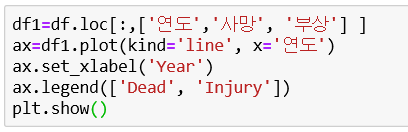 df1=df.loc[:,['연도','사망', '부상'] ]
ax=df1.plot(kind='line', x='연도')
ax.set_xlabel('Year')
ax.legend(['Dead', 'Injury'])
plt.show()